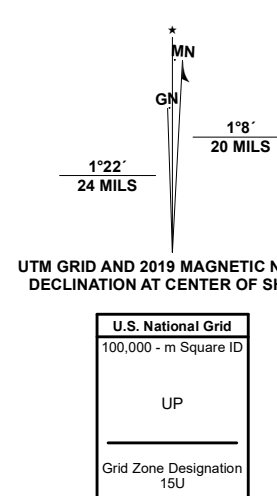 ★
MN
GN
1°8´
20 MILS
1°22´
24 MILS
UTM GRID AND 2019 MAGNETIC N
DECLINATION AT CENTER OF SH
U.S. National Grid
100,000 - m Square ID
UP
Grid Zone Designation
15U